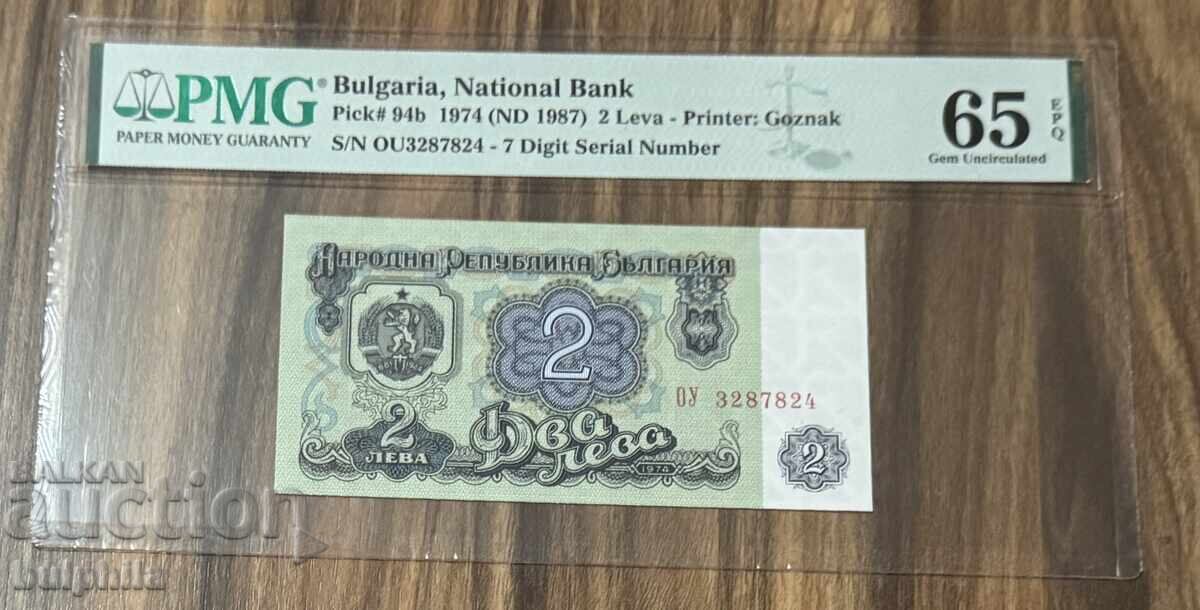 PMG®
PAPER MONEY GUARANTY
Bulgaria, National Bank
Pick# 94b 1974 (ND 1987) 2 Leva - Printer: Goznak
S/N OU3287824 - 7 Digit Serial Number
65 EPQ
Gem Uncirculated
НАРОДНА РЕПУБЛИКА БЪЛГАРИЯ
2
ОУ 3287824
2 ЛЕВА
Два лева
1974
2
BALKAN
auction
bulphila